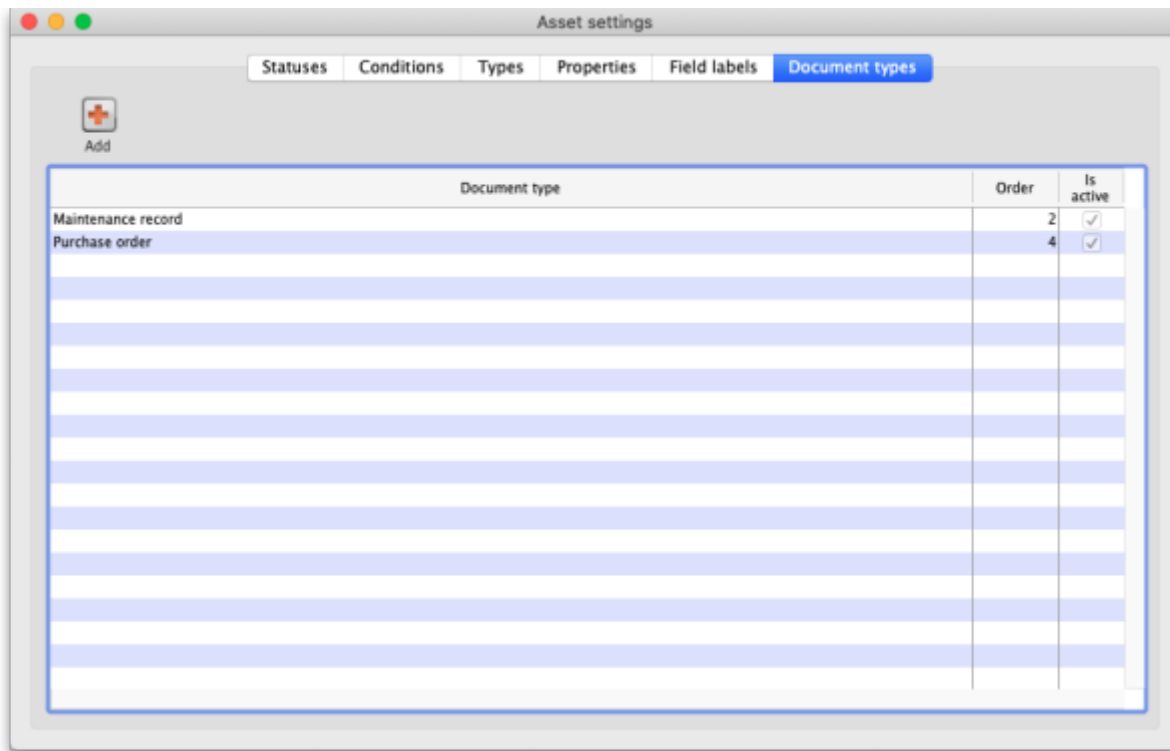 Asset settings
Statuses Conditions Types Properties Field labels Document types
Add
Document type Order Is active
Maintenance record 2
Purchase order 4